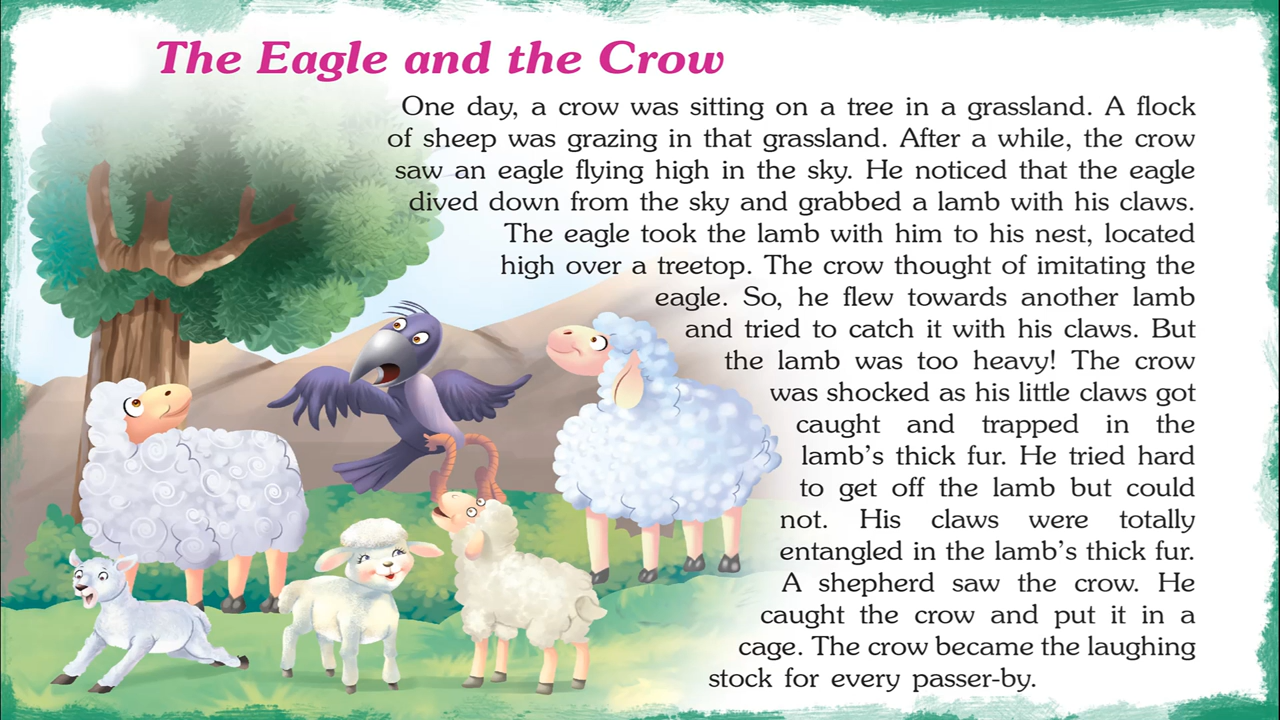 The Eagle and the Crow
One day, a crow was sitting on a tree in a grassland. A flock
of sheep was grazing in that grassland. After a while, the crow
saw an eagle flying high in the sky. He noticed that the eagle
dived down from the sky and grabbed a lamb with his claws.
The eagle took the lamb with him to his nest, located
high over a treetop. The crow thought of imitating the
eagle. So, he flew towards another lamb
and tried to catch it with his claws. But
the lamb was too heavy! The crow
was shocked as his little claws got
caught and trapped in the
lamb's thick fur. He tried hard
to get off the lamb but could
not. His claws were totally
entangled in the lamb's thick fur.
A shepherd saw the crow. He
caught the crow and put it in a
cage. The crow became the laughing
stock for every passer-by.